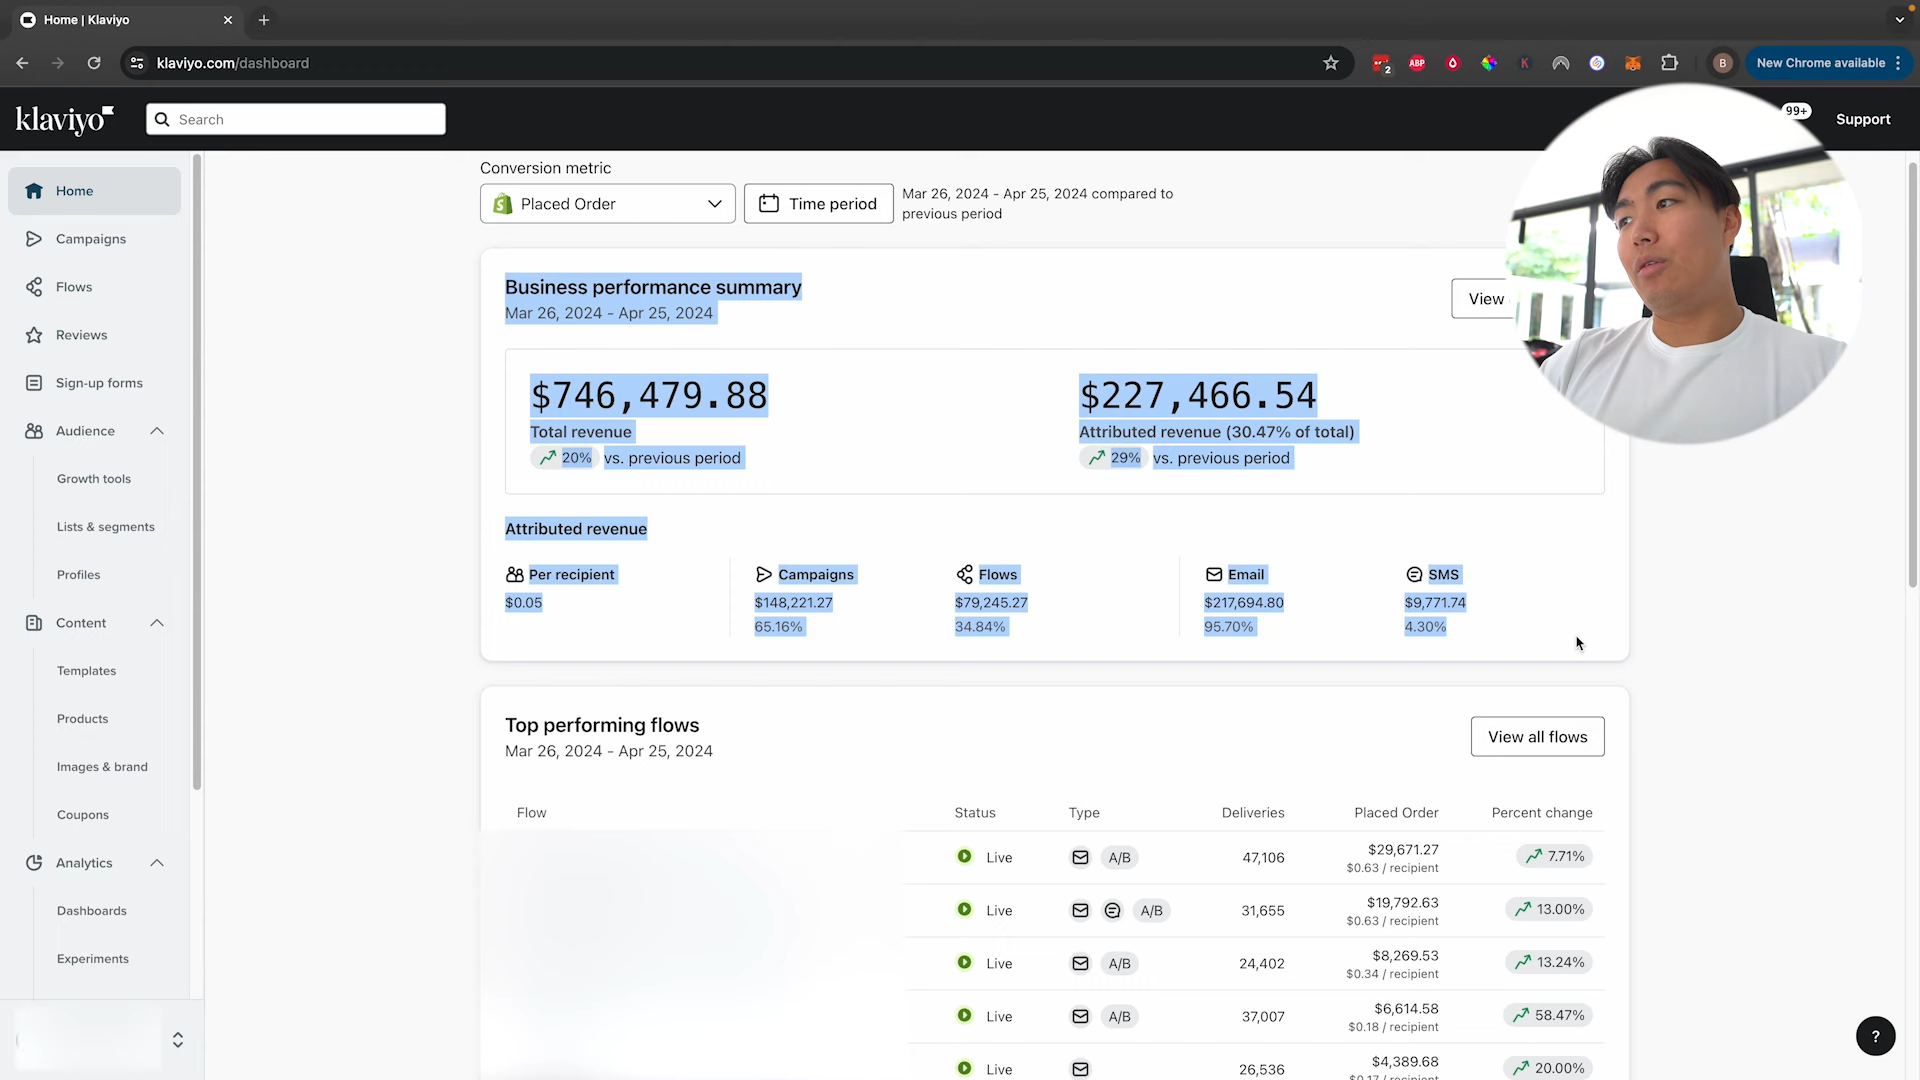 Home | Klaviyo
klaviyo.com/dashboard
2
ABP
K
B
New Chrome available
klaviyo
Search
99+
Support
Home
Campaigns
Flows
Reviews
Sign-up forms
Audience
Growth tools
Lists & segments
Profiles
Content
Templates
Products
Images & brand
Coupons
Analytics
Dashboards
Experiments
Conversion metric
Placed Order
Time period
Mar 26, 2024 - Apr 25, 2024 compared to
previous period
Business performance summary
Mar 26, 2024 - Apr 25, 2024
View
$746,479.88
Total revenue
20% vs. previous period
$227,466.54
Attributed revenue (30.47% of total)
29% vs. previous period
Attributed revenue
Per recipient
$0.05
Campaigns
$148,221.27
65.16%
Flows
$79,245.27
34.84%
Email
$217,694.80
95.70%
SMS
$9,771.74
4.30%
Top performing flows
Mar 26, 2024 - Apr 25, 2024
View all flows
Flow Status Type Deliveries Placed Order Percent change
Live A/B 47,106 $29,671.27 7.71%
$0.63 / recipient
Live A/B 31,655 $19,792.63 13.00%
$0.63 / recipient
Live A/B 24,402 $8,269.53 13.24%
$0.34 / recipient
Live A/B 37,007 $6,614.58 58.47%
$0.18 / recipient
Live 26,536 $4,389.68 20.00%
$0.17 / recipient
?